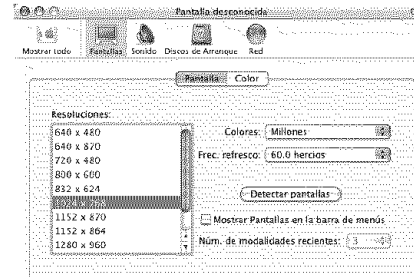 Pantalla desconocida
Mostrar todo Pantallas Sonido Discos de Arranque Red
Pantalla Color
Resoluciones:
640 x 480
640 x 870
720 x 480
800 x 600
832 x 624
1152 x 870
1152 x 864
1280 x 960
Colores: Millones
Frec. refresco: 60.0 hercios
Detectar pantallas
Mostrar Pantallas en la barra de menús
Núm. de modalidades recientes: 3